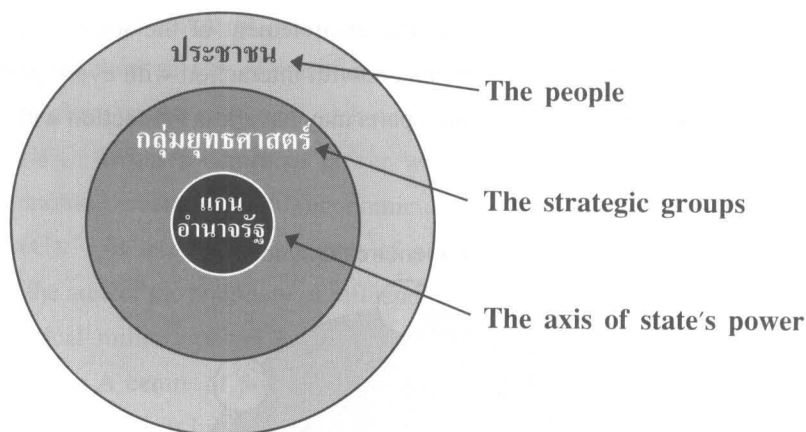 ประชาชน
The people
กลุ่มยุทธศาสตร์
The strategic groups
แกน
อำนาจรัฐ
The axis of state's power